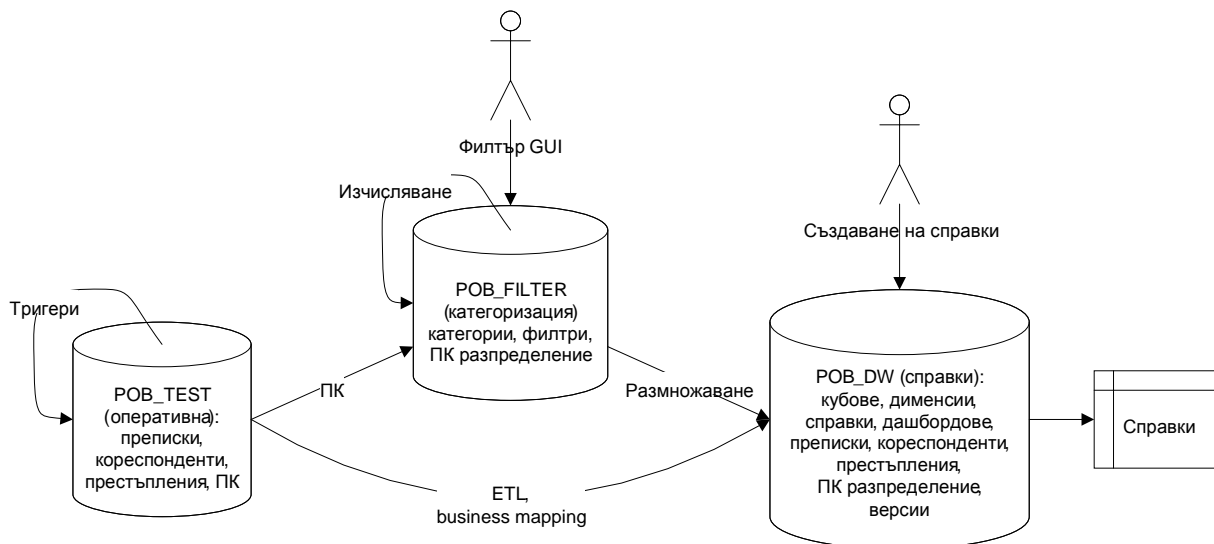 Филтър GUI
Изчисляване
Създаване на справки
POB_FILTER
(категоризация)
категории, филтри,
ПК разпределение
Тригери
POB_TEST
(оперативна):
преписки,
кореспонденти,
престъпления, ПК
ПК
Размножаване
POB_DW (справки):
кубове, дименсии,
справки, дашбордове,
преписки, кореспонденти,
престъпления,
ПК разпределение,
версии
Справки
ETL,
business mapping